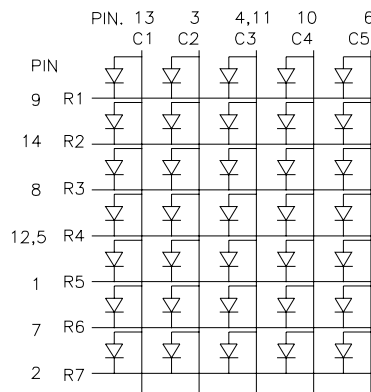 PIN. 13 3 4,11 10 6
C1 C2 C3 C4 C5
PIN
9 R1
14 R2
8 R3
12,5 R4
1 R5
7 R6
2 R7